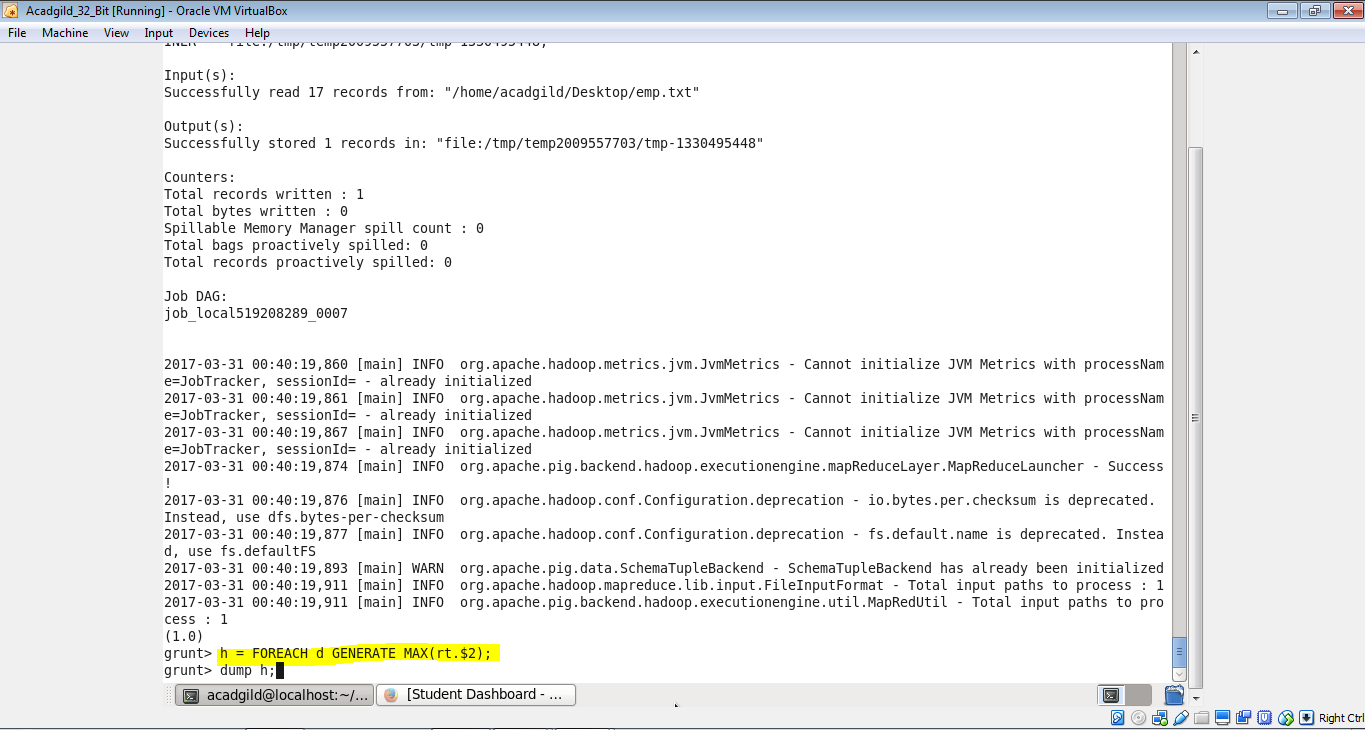 Acadgild_32_Bit [Running] - Oracle VM VirtualBox
File Machine View Input Devices Help
Input(s):
Successfully read 17 records from: "/home/acadgild/Desktop/emp.txt"
Output(s):
Successfully stored 1 records in: "file:/tmp/temp2009557703/tmp-1330495448"
Counters:
Total records written : 1
Total bytes written : 0
Spillable Memory Manager spill count : 0
Total bags proactively spilled: 0
Total records proactively spilled: 0
Job DAG:
job_local519208289_0007
2017-03-31 00:40:19,860 [main] INFO  org.apache.hadoop.metrics.jvm.JvmMetrics - Cannot initialize JVM Metrics with processNam
e=JobTracker, sessionId= - already initialized
2017-03-31 00:40:19,861 [main] INFO  org.apache.hadoop.metrics.jvm.JvmMetrics - Cannot initialize JVM Metrics with processNam
e=JobTracker, sessionId= - already initialized
2017-03-31 00:40:19,867 [main] INFO  org.apache.hadoop.metrics.jvm.JvmMetrics - Cannot initialize JVM Metrics with processNam
e=JobTracker, sessionId= - already initialized
2017-03-31 00:40:19,874 [main] INFO  org.apache.pig.backend.hadoop.executionengine.mapReduceLayer.MapReduceLauncher - Success
!
2017-03-31 00:40:19,876 [main] INFO  org.apache.hadoop.conf.Configuration.deprecation - io.bytes.per.checksum is deprecated.
Instead, use dfs.bytes-per-checksum
2017-03-31 00:40:19,877 [main] INFO  org.apache.hadoop.conf.Configuration.deprecation - fs.default.name is deprecated. Instea
d, use fs.defaultFS
2017-03-31 00:40:19,893 [main] WARN  org.apache.pig.data.SchemaTupleBackend - SchemaTupleBackend has already been initialized
2017-03-31 00:40:19,911 [main] INFO  org.apache.hadoop.mapreduce.lib.input.FileInputFormat - Total input paths to process : 1
2017-03-31 00:40:19,911 [main] INFO  org.apache.pig.backend.hadoop.executionengine.util.MapRedUtil - Total input paths to pro
cess : 1
(1.0)
grunt> h = FOREACH d GENERATE MAX(rt.$2);
grunt> dump h;
acadgild@localhost:~/... [Student Dashboard - ...
Right Ctrl